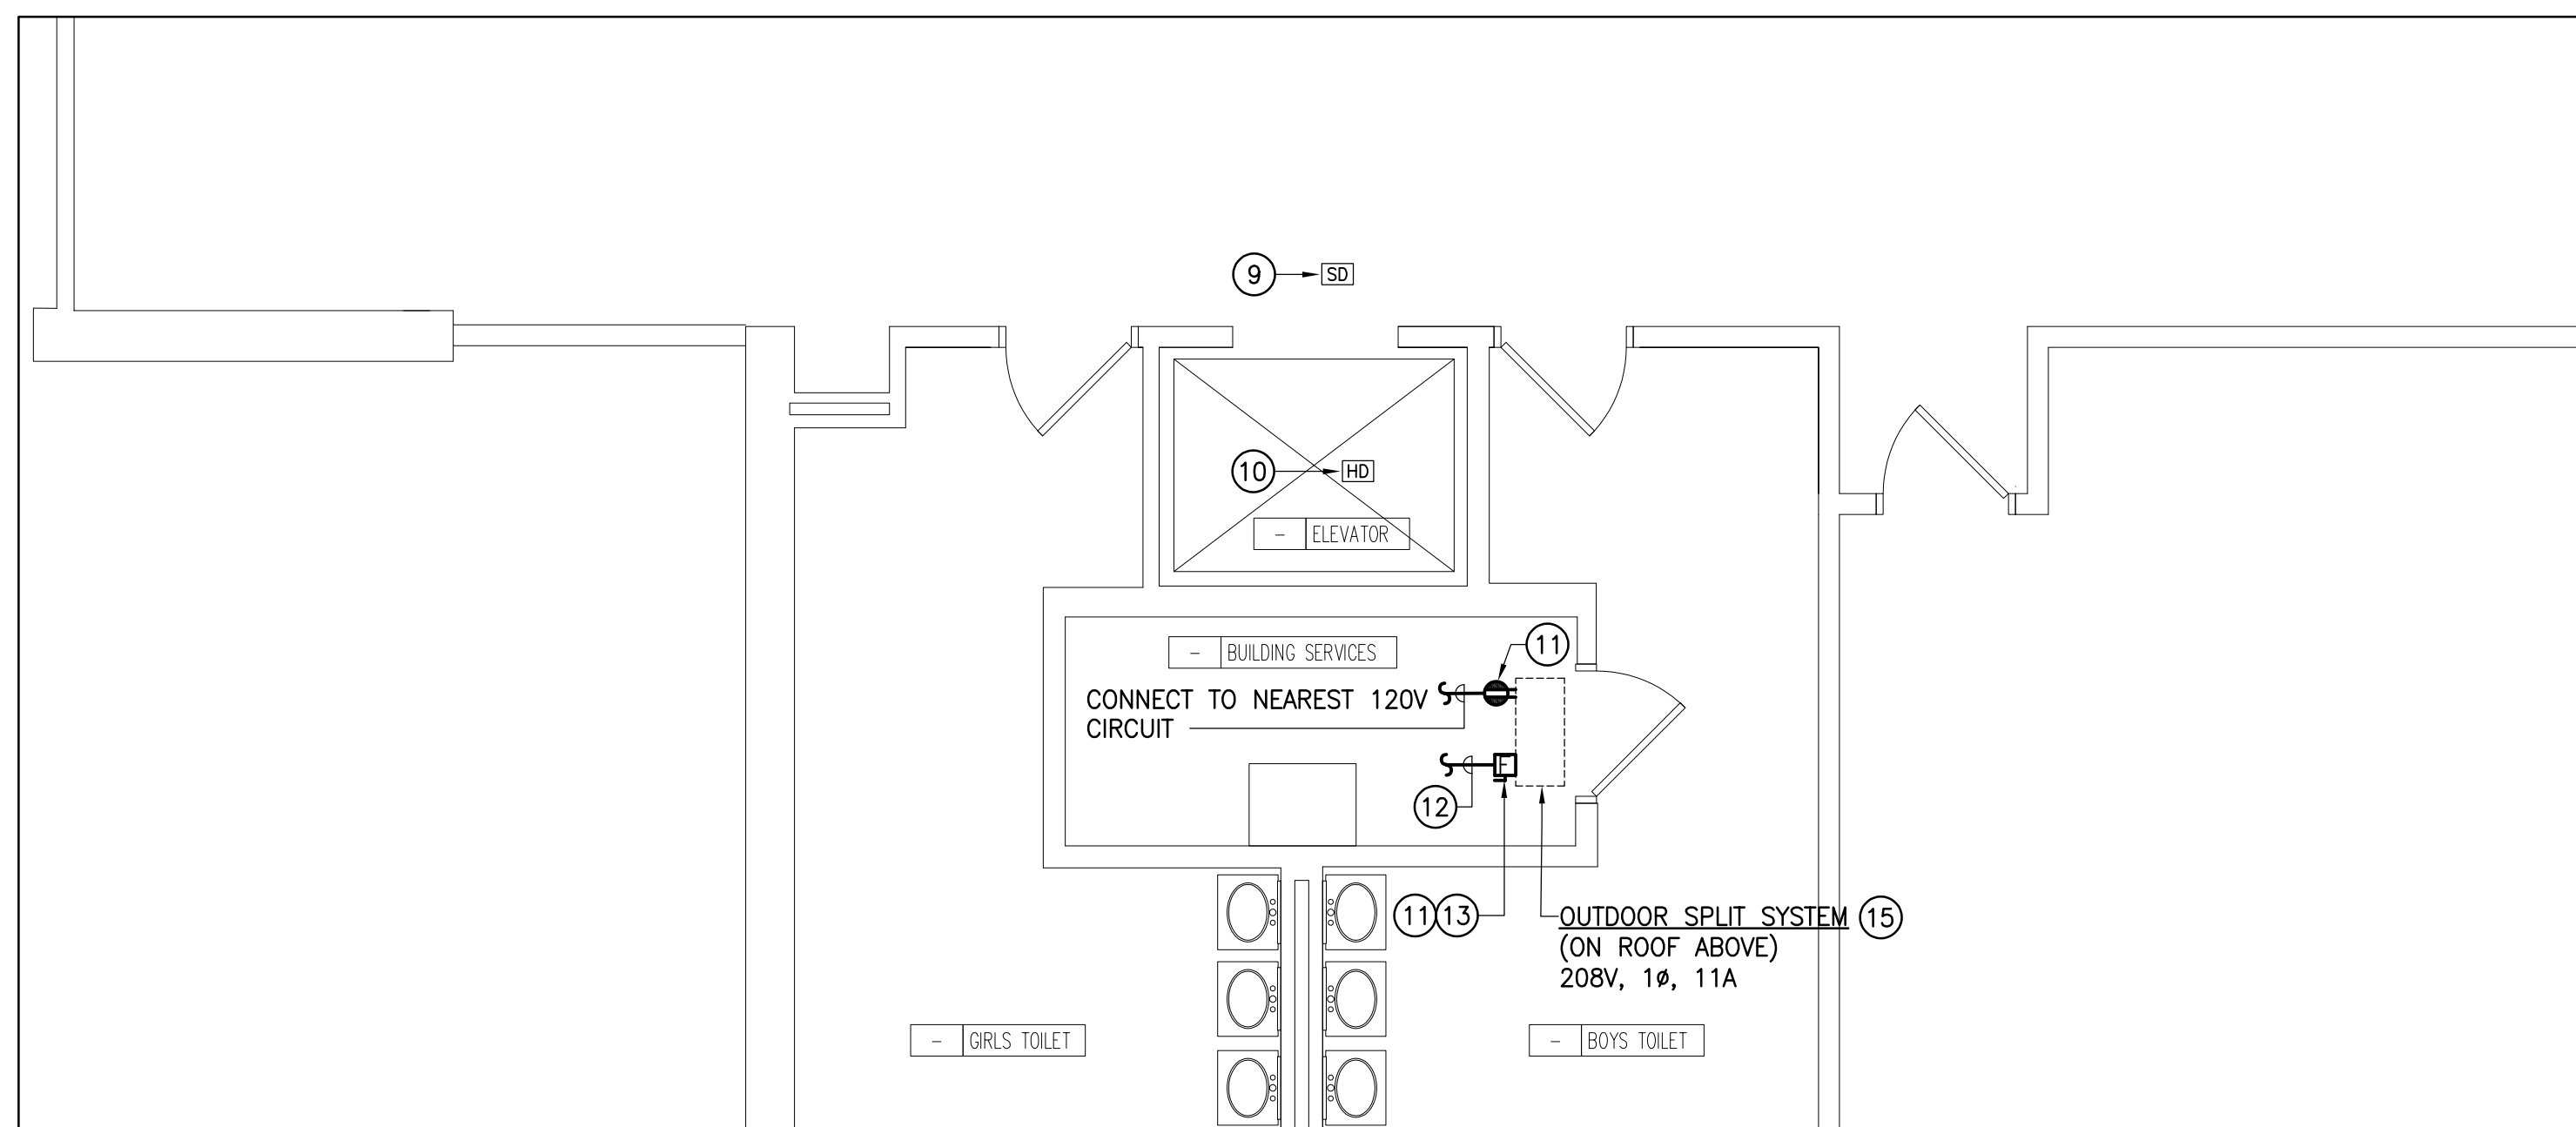 9 SD
10 HD
- ELEVATOR
- BUILDING SERVICES
11
CONNECT TO NEAREST 120V
CIRCUIT
F
12
11 13
OUTDOOR SPLIT SYSTEM 15
(ON ROOF ABOVE)
208V, 1ø, 11A
- GIRLS TOILET
- BOYS TOILET